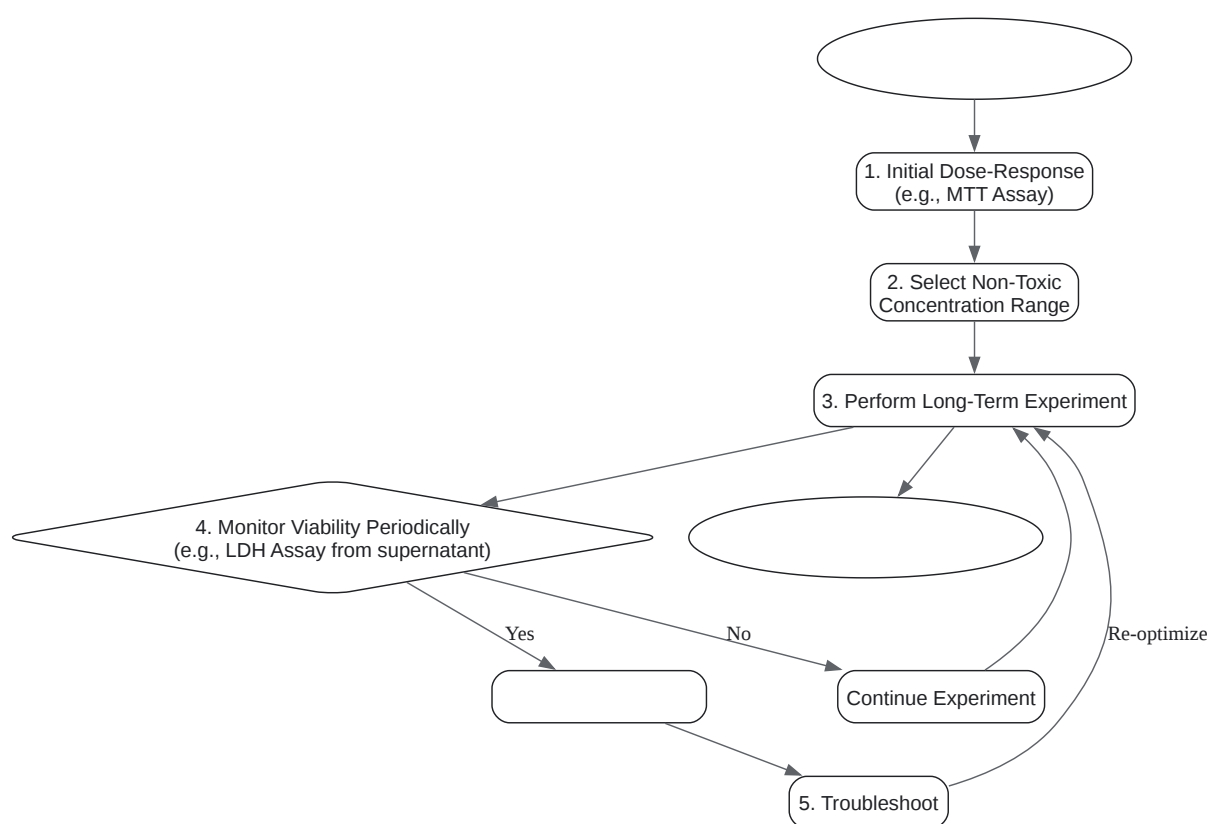 1. Initial Dose-Response
(e.g., MTT Assay)
2. Select Non-Toxic
Concentration Range
3. Perform Long-Term Experiment
4. Monitor Viability Periodically
(e.g., LDH Assay from supernatant)
Yes
No
Re-optimize
Continue Experiment
5. Troubleshoot